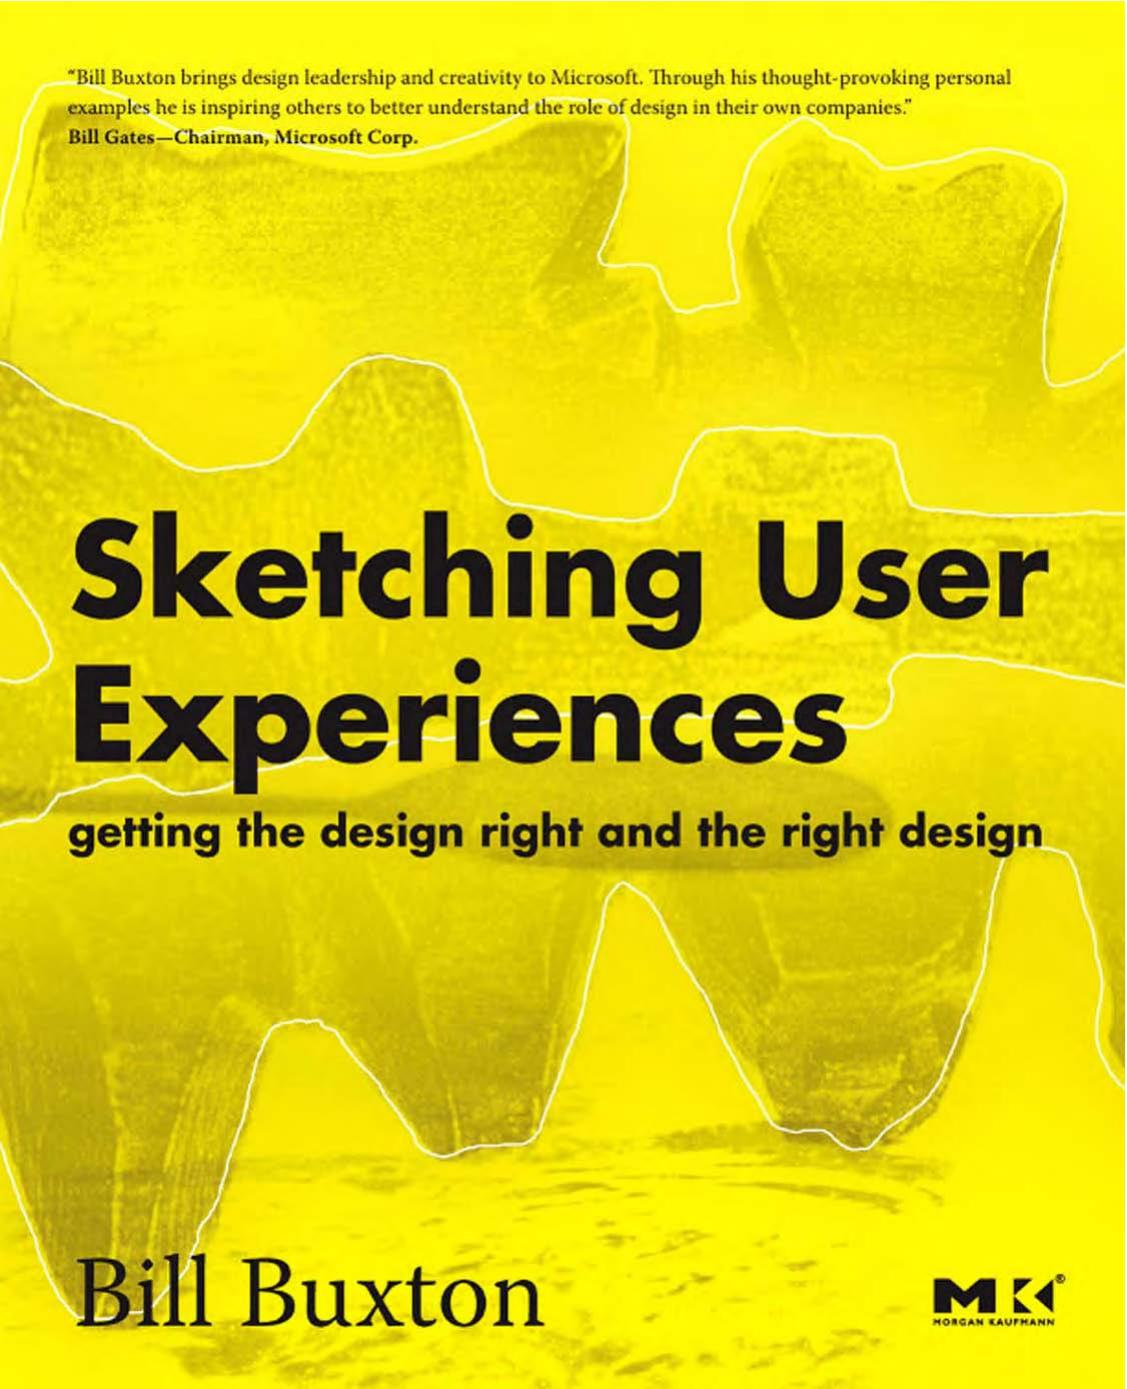 “Bill Buxton brings design leadership and creativity to Microsoft. Through his thought-provoking personal
examples he is inspiring others to better understand the role of design in their own companies.”
Bill Gates—Chairman, Microsoft Corp.
Sketching User
Experiences
getting the design right and the right design
Bill Buxton
MK®
MORGAN KAUFMANN